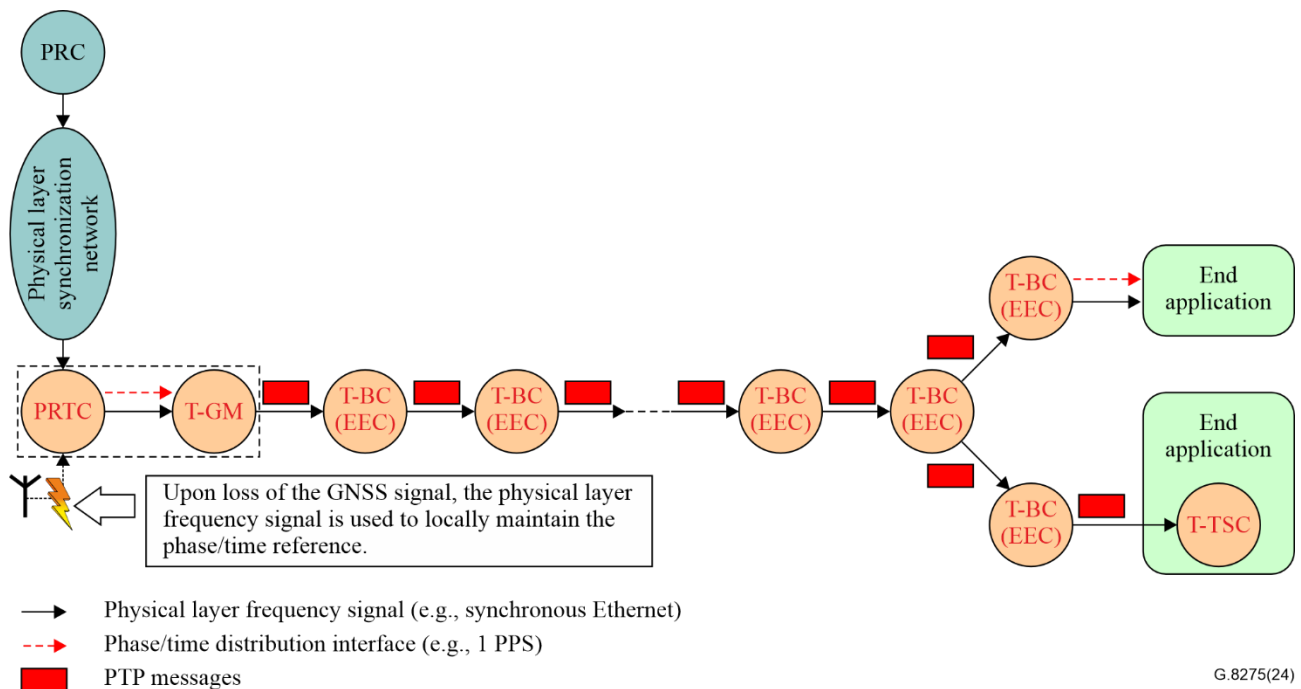 PRC
Physical layer
synchronization
network
PRTC
T-GM
T-BC
(EEC)
T-BC
(EEC)
T-BC
(EEC)
T-BC
(EEC)
T-BC
(EEC)
End
application
T-BC
(EEC)
End
application
T-TSC
Upon loss of the GNSS signal, the physical layer
frequency signal is used to locally maintain the
phase/time reference.
Physical layer frequency signal (e.g., synchronous Ethernet)
Phase/time distribution interface (e.g., 1 PPS)
PTP messages
G.8275(24)